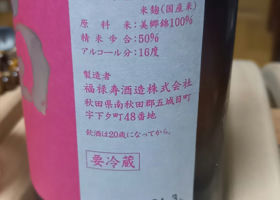 米麹(国産米)
原料米:美郷錦100%
精米歩合:50%
アルコール分:16度
製造者
福禄寿酒造株式会社
秋田県南秋田郡五城目町
字下夕町48番地
飲酒は20歳になってから。
要冷蔵